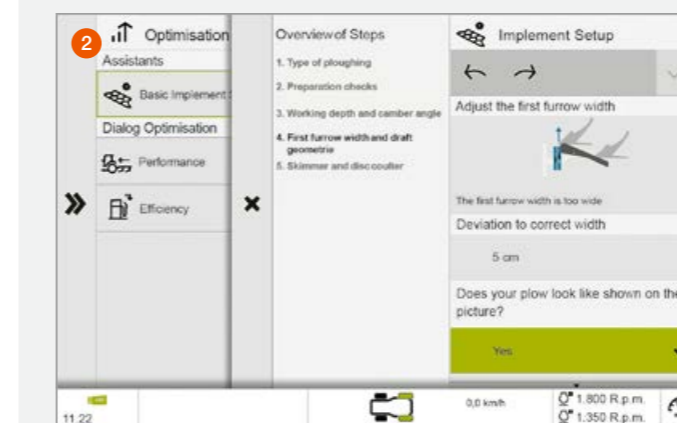 2
Optimisation
Assistants
Basic Implement
Dialog Optimisation
Performance
Efficiency
Overview of Steps
1. Type of ploughing
2. Preparation checks
3. Working depth and camber angle
4. First furrow width and draft
geometrie
5. Skimmer and disc coulter
Implement Setup
Adjust the first furrow width
The first furrow width is too wide
Deviation to correct width
5 cm
Does your plow look like shown on the
picture?
Yes
11.22
0,0 km/h
1.800 R.p.m.
1.350 R.p.m.